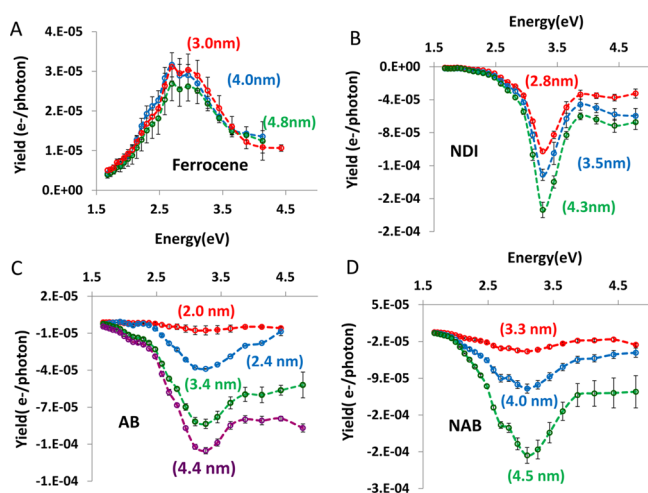 A
Yield (e-/photon)
4.E-05
3.E-05
2.E-05
1.E-05
0.E+00
(3.0nm)
(4.0nm)
(4.8nm)
Ferrocene
1.5 2.5 3.5 4.5
Energy(eV)
B
Energy(eV)
1.5 2.5 3.5 4.5
Yield (e-/photon)
0.E+00
-4.E-05
-8.E-05
-1.E-04
-2.E-04
-2.E-04
(2.8nm)
(3.5nm)
(4.3nm)
NDI
C
Energy(eV)
1.5 2.5 3.5 4.5
Yield( e-/photon)
2.E-05
-1.E-05
-4.E-05
-7.E-05
-1.E-04
-1.E-04
(2.0 nm)
(2.4 nm)
(3.4 nm)
(4.4 nm)
AB
D
Energy(eV)
1.5 2.5 3.5 4.5
Yield( e-/photon)
5.E-05
-2.E-05
-9.E-05
-2.E-04
-2.E-04
-3.E-04
(3.3 nm)
(4.0 nm)
(4.5 nm)
NAB